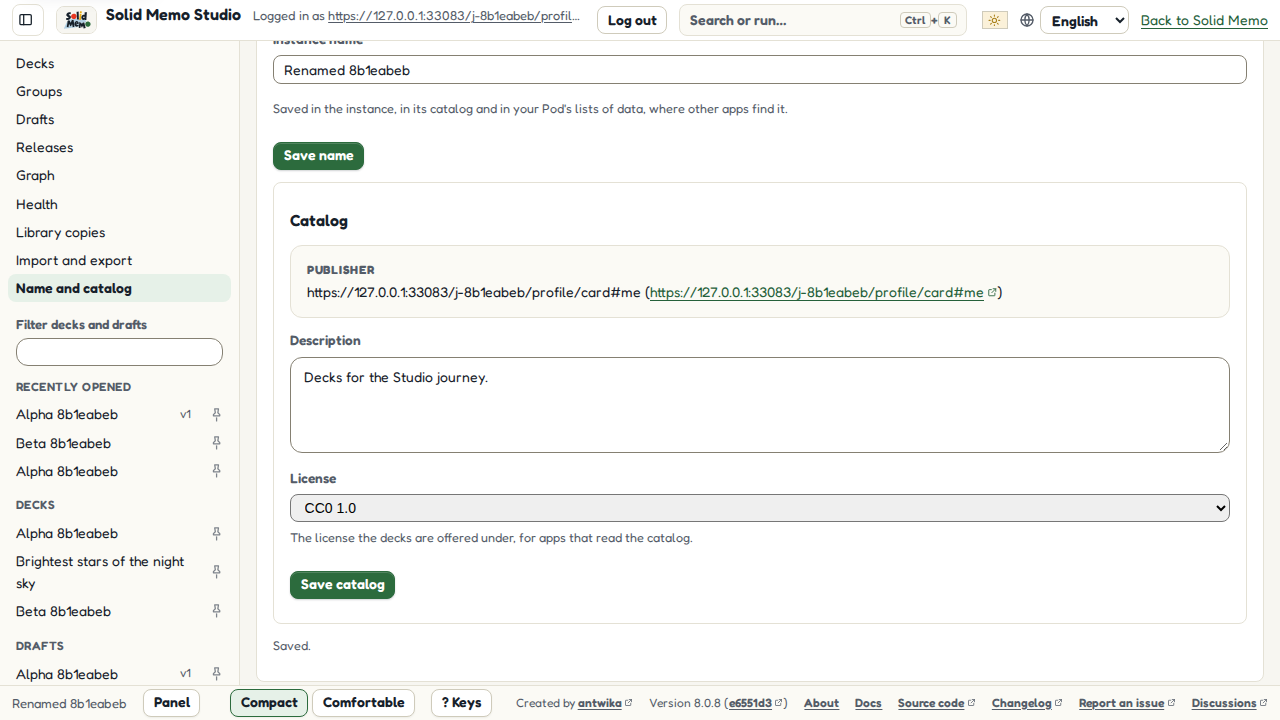 Solid Memo
Solid Memo Studio
Logged in as https://127.0.0.1:33083/j-8b1eabeb/profil...
Log out
Search or run...
Ctrl+K
English
Back to Solid Memo
Decks
Groups
Drafts
Releases
Graph
Health
Library copies
Import and export
Name and catalog
Filter decks and drafts
RECENTLY OPENED
Alpha 8b1eabeb v1
Beta 8b1eabeb
Alpha 8b1eabeb
DECKS
Alpha 8b1eabeb
Brightest stars of the night
sky
Beta 8b1eabeb
DRAFTS
Alpha 8b1eabeb v1
Instance name
Renamed 8b1eabeb
Saved in the instance, in its catalog and in your Pod's lists of data, where other apps find it.
Save name
Catalog
PUBLISHER
https://127.0.0.1:33083/j-8b1eabeb/profile/card#me (https://127.0.0.1:33083/j-8b1eabeb/profile/card#me)
Description
Decks for the Studio journey.
License
CC0 1.0
The license the decks are offered under, for apps that read the catalog.
Save catalog
Saved.
Renamed 8b1eabeb
Panel
Compact
Comfortable
? Keys
Created by antwika
Version 8.0.8 (e6551d3)
About
Docs
Source code
Changelog
Report an issue
Discussions